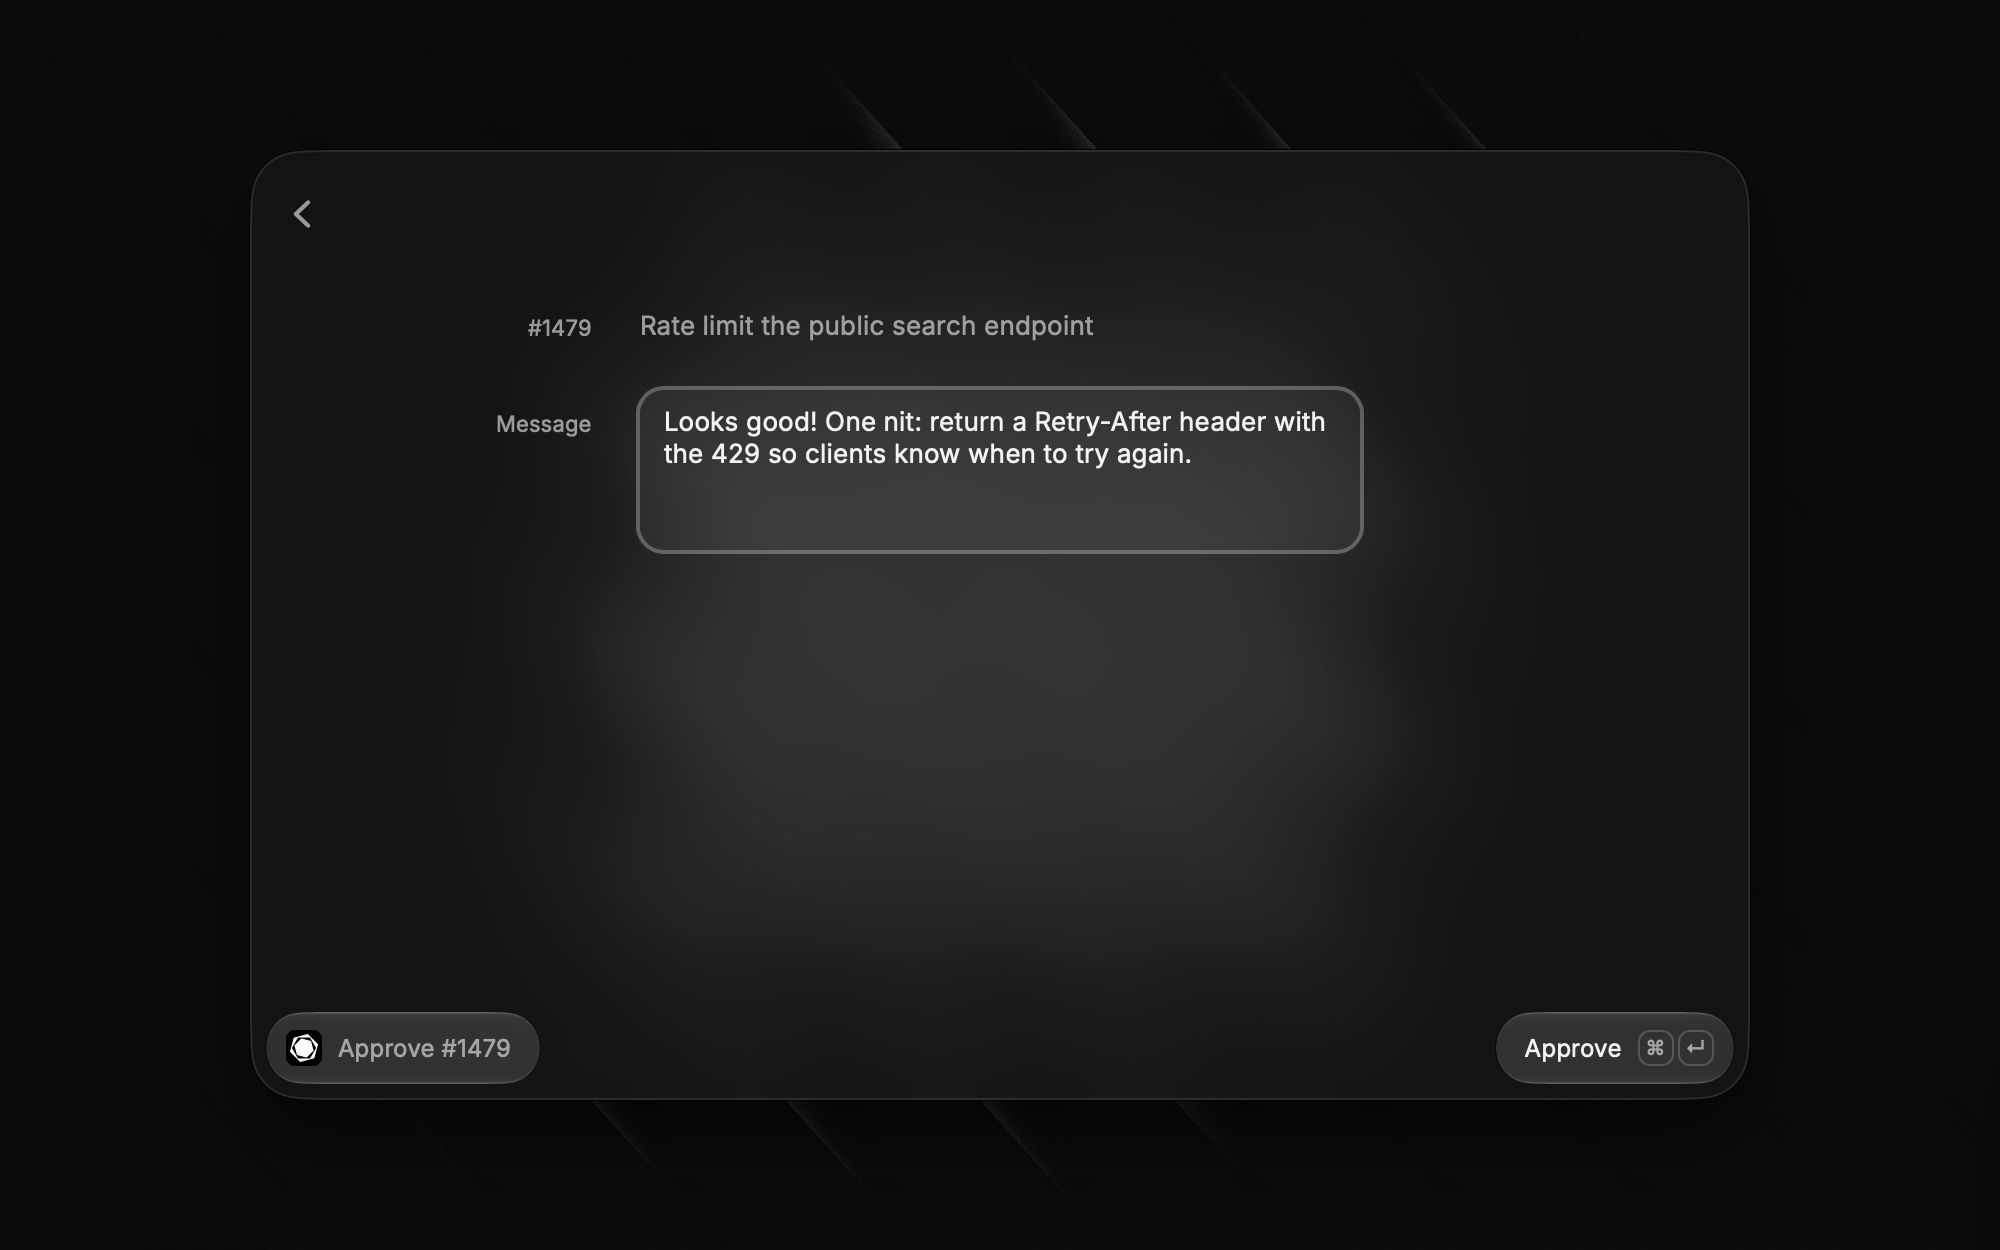 #1479 Rate limit the public search endpoint
Message
Looks good! One nit: return a Retry-After header with
the 429 so clients know when to try again.
Approve #1479
Approve ⌘ ↵